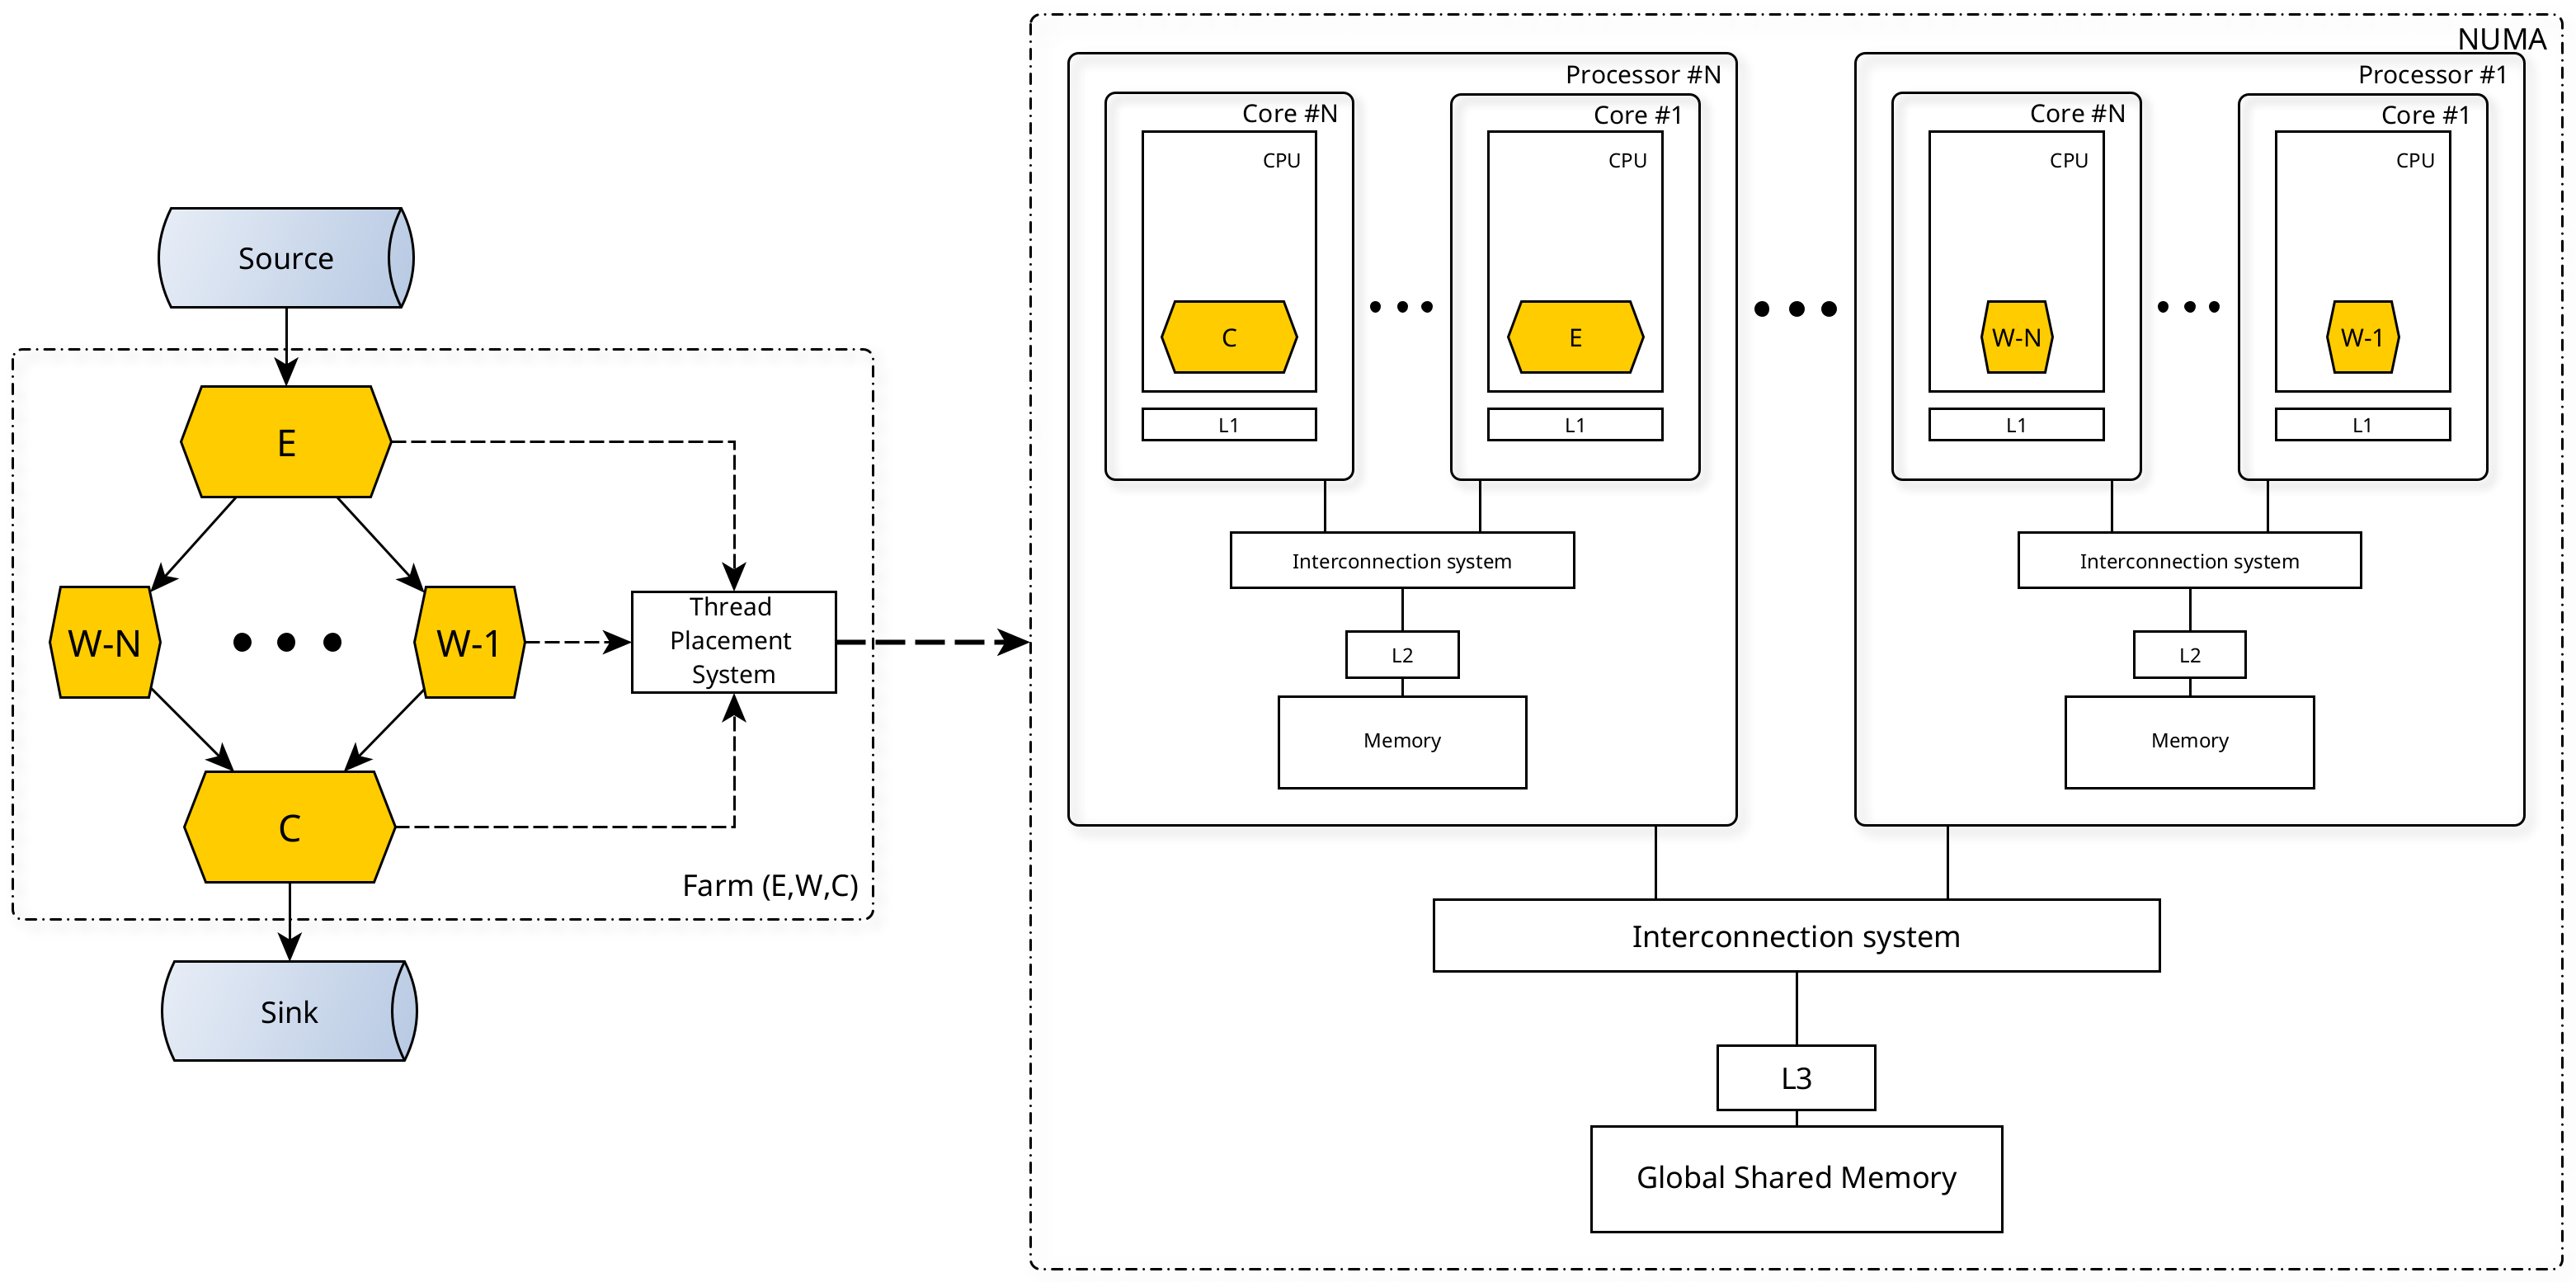 Source
E
W-N
W-1
Thread
Placement
System
C
Farm (E,W,C)
Sink
NUMA
Processor #N
Core #N
CPU
C
L1
Core #1
CPU
E
L1
Interconnection system
L2
Memory
Processor #1
Core #N
CPU
W-N
L1
Core #1
CPU
W-1
L1
Interconnection system
L2
Memory
Interconnection system
L3
Global Shared Memory